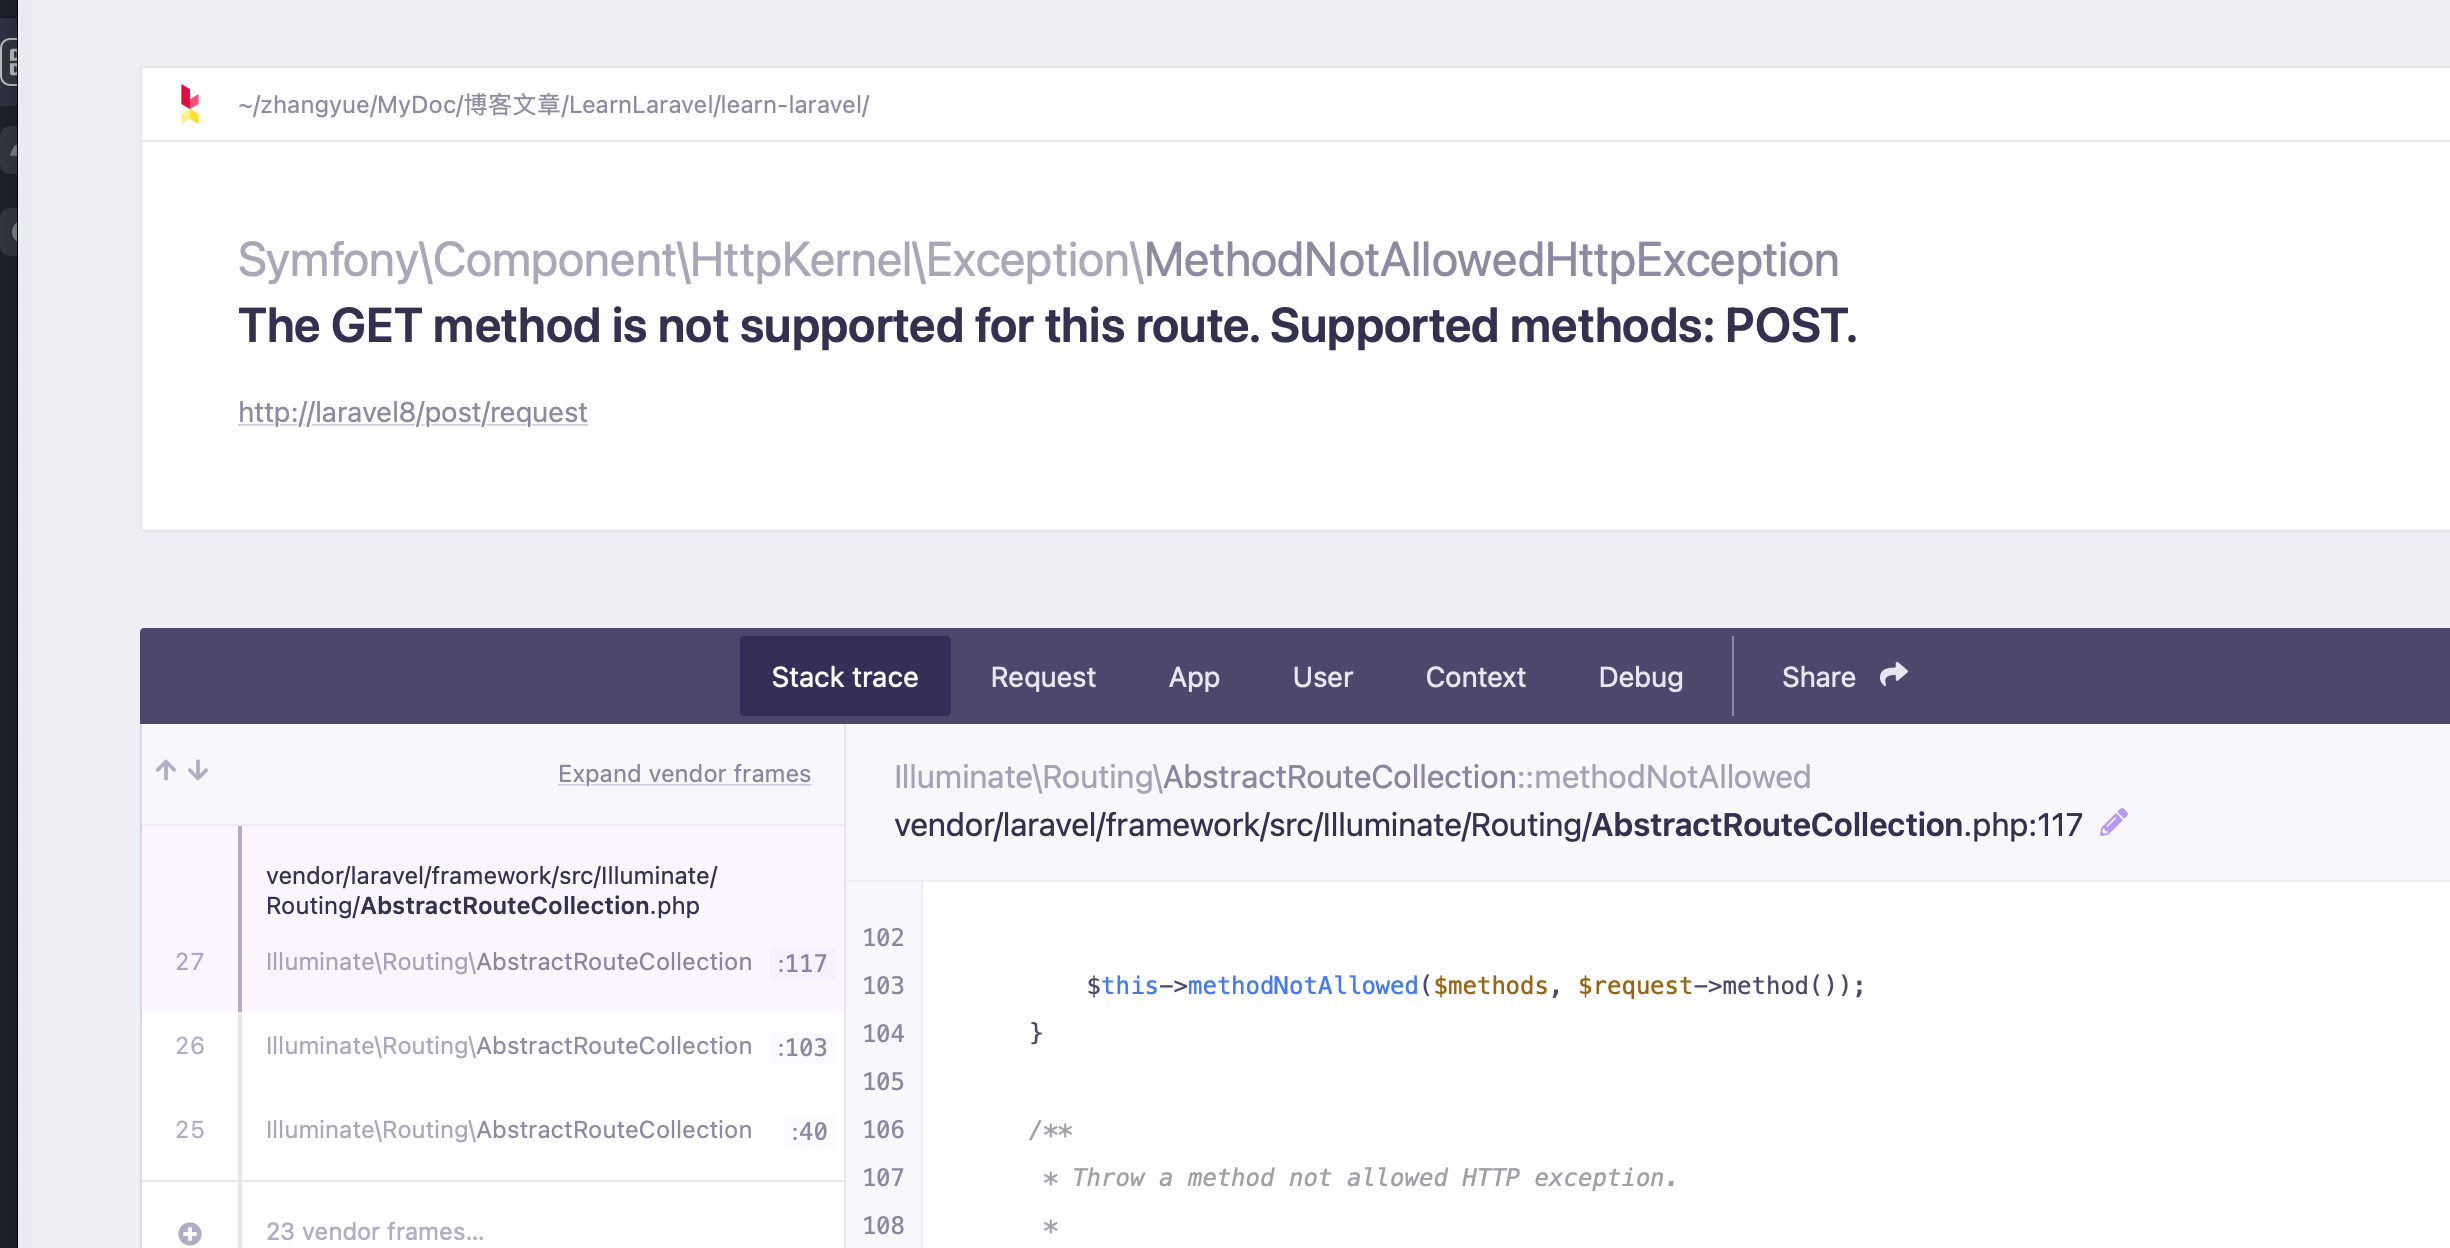 ~/zhangyue/MyDoc/博客文章/LearnLaravel/learn-laravel/
Symfony\Component\HttpKernel\Exception\MethodNotAllowedHttpException
The GET method is not supported for this route. Supported methods: POST.
http://laravel8/post/request
Stack trace Request App User Context Debug Share
Expand vendor frames
vendor/laravel/framework/src/Illuminate/
Routing/AbstractRouteCollection.php
27 Illuminate\Routing\AbstractRouteCollection :117
26 Illuminate\Routing\AbstractRouteCollection :103
25 Illuminate\Routing\AbstractRouteCollection :40
23 vendor frames...
Illuminate\Routing\AbstractRouteCollection::methodNotAllowed
vendor/laravel/framework/src/Illuminate/Routing/AbstractRouteCollection.php:117
102
103 $this->methodNotAllowed($methods, $request->method());
104 }
105
106 /**
107 * Throw a method not allowed HTTP exception.
108 *